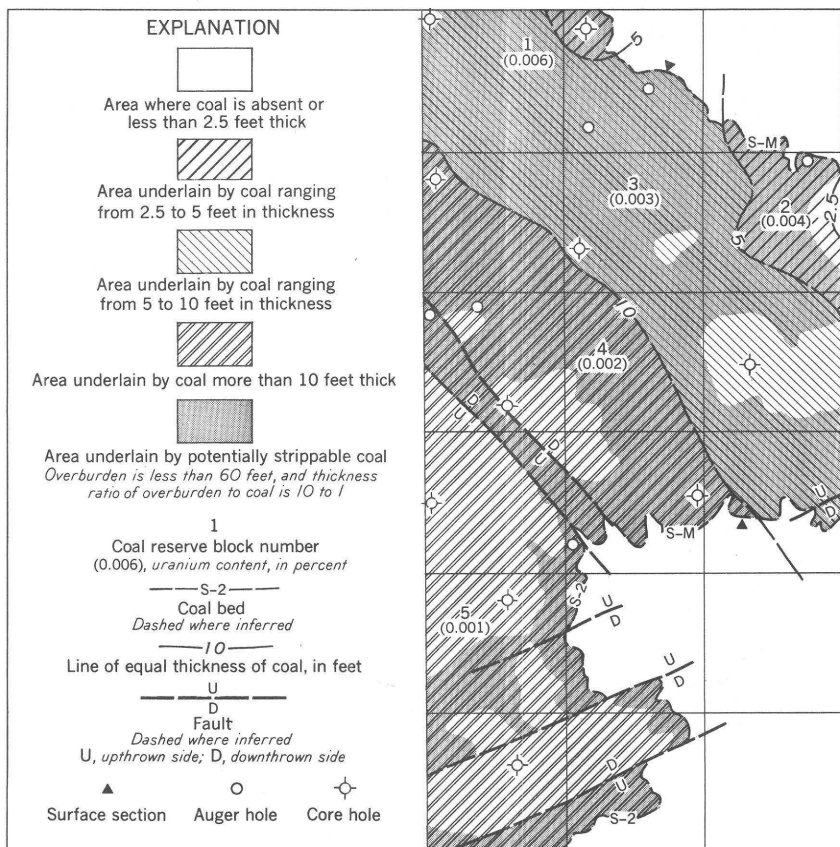 EXPLANATION
Area where coal is absent or
less than 2.5 feet thick
Area underlain by coal ranging
from 2.5 to 5 feet in thickness
Area underlain by coal ranging
from 5 to 10 feet in thickness
Area underlain by coal more than 10 feet thick
Area underlain by potentially strippable coal
Overburden is less than 60 feet, and thickness
ratio of overburden to coal is 10 to 1
1
Coal reserve block number
(0.006), uranium content, in percent
S-2
Coal bed
Dashed where inferred
10
Line of equal thickness of coal, in feet
U
D
Fault
Dashed where inferred
U, upthrown side; D, downthrown side
Surface section
Auger hole
Core hole
1
(0.006)
5
S-M
3
(0.003)
2
(0.004)
2.5
5
10
4
(0.002)
D
U
D
U
U
D
S-M
S-2
5
(0.001)
U
D
U
D
D
U
S-2